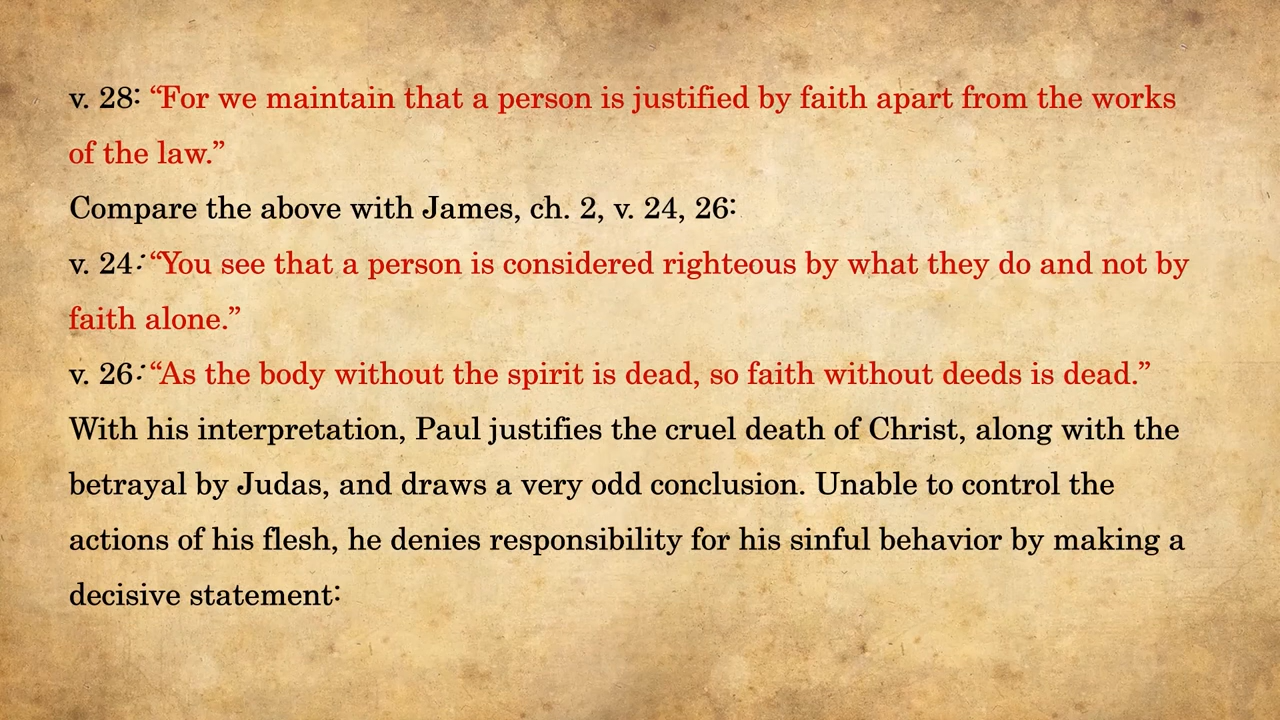 v. 28: “For we maintain that a person is justified by faith apart from the works
of the law.”
Compare the above with James, ch. 2, v. 24, 26:
v. 24: “You see that a person is considered righteous by what they do and not by
faith alone.”
v. 26: “As the body without the spirit is dead, so faith without deeds is dead.”
With his interpretation, Paul justifies the cruel death of Christ, along with the
betrayal by Judas, and draws a very odd conclusion. Unable to control the
actions of his flesh, he denies responsibility for his sinful behavior by making a
decisive statement: